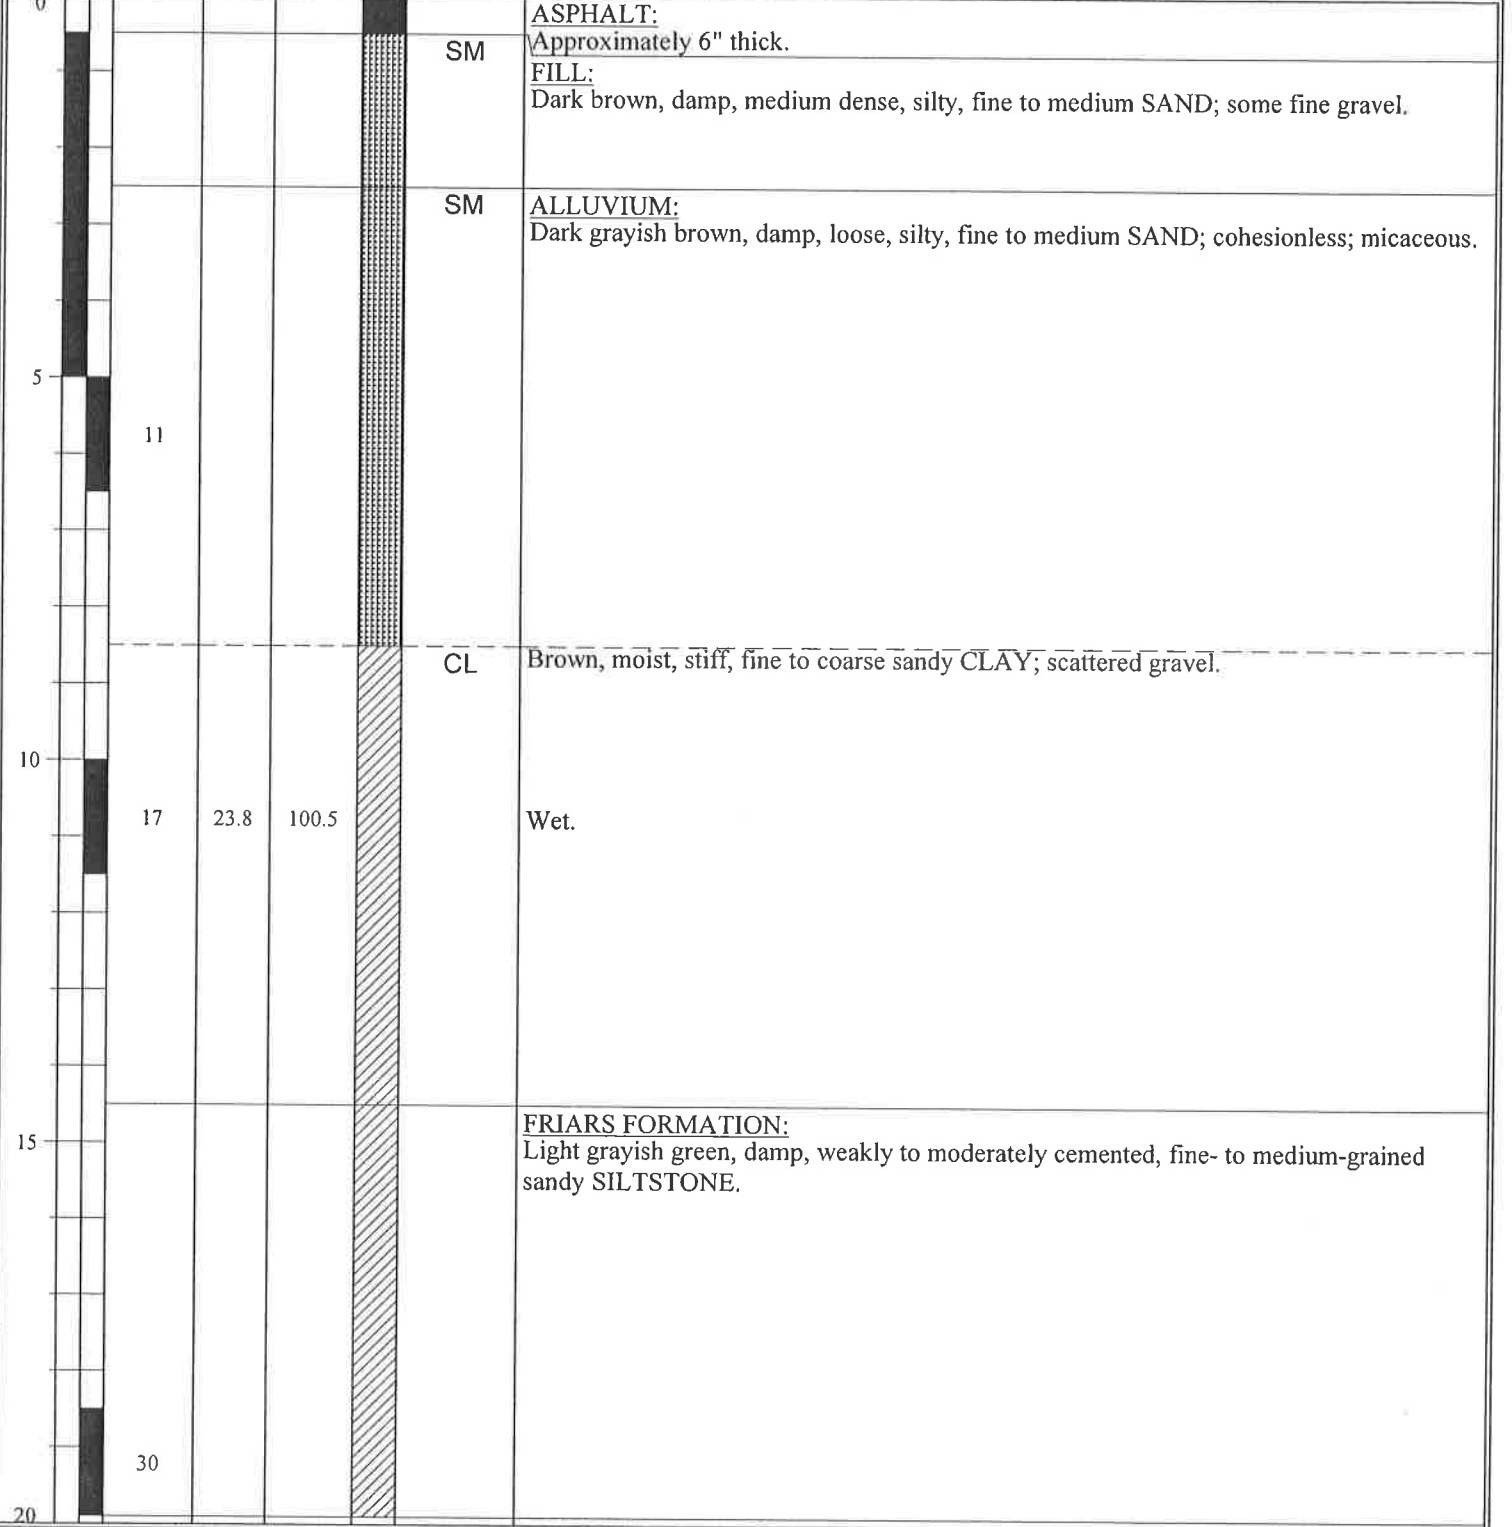 0
ASPHALT:
SM
Approximately 6" thick.
FILL:
Dark brown, damp, medium dense, silty, fine to medium SAND; some fine gravel.
SM
ALLUVIUM:
Dark grayish brown, damp, loose, silty, fine to medium SAND; cohesionless; micaceous.
5
11
CL
Brown, moist, stiff, fine to coarse sandy CLAY; scattered gravel.
10
17 23.8 100.5 Wet.
FRIARS FORMATION:
15
Light grayish green, damp, weakly to moderately cemented, fine- to medium-grained
sandy SILTSTONE.
30
20